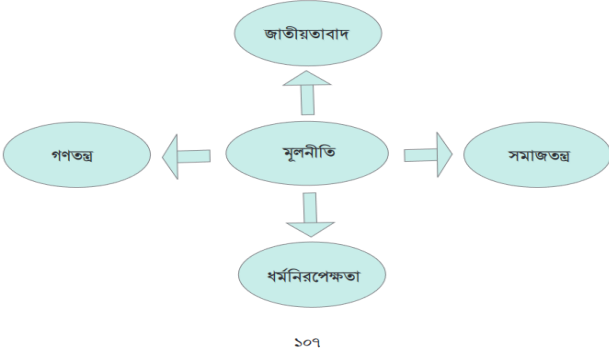 জাতীয়তাবাদ
গণতন্ত্র
মূলনীতি
সমাজতন্ত্র
ধর্মনিরপেক্ষতা
১০৭